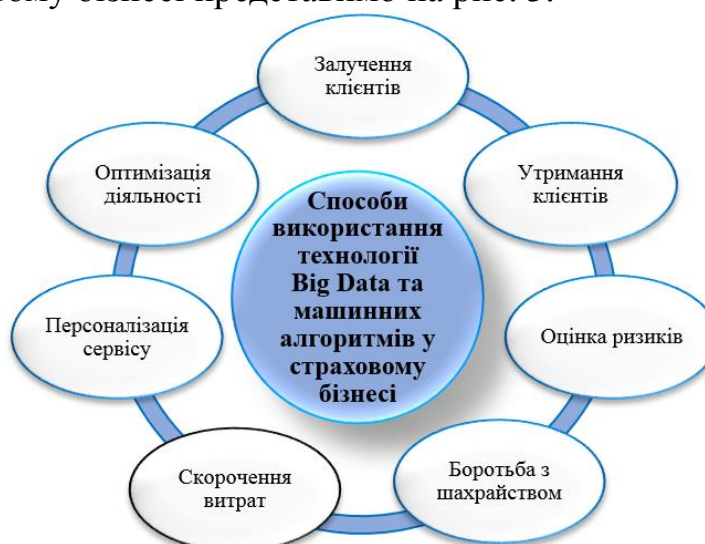 ому бізнесі представимо на рис. 3.
Залучення
клієнтів
Утримання
клієнтів
Оцінка ризиків
Боротьба з
шахрайством
Скорочення
витрат
Персоналізація
сервісу
Оптимізація
діяльності
Способи
використання
технології
Big Data та
машинних
алгоритмів у
страховому
бізнесі